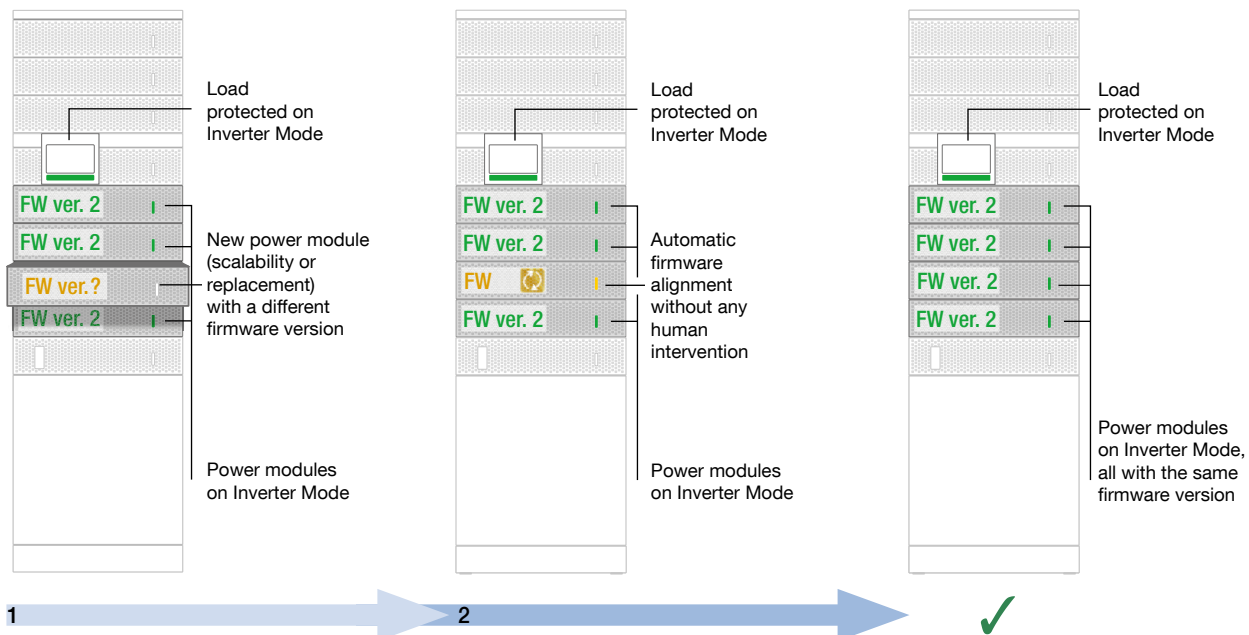 Load
protected on
Inverter Mode
FW ver. 2
FW ver. 2
FW ver.?
FW ver. 2
New power module
(scalability or
replacement)
with a different
firmware version
Power modules
on Inverter Mode
1
Load
protected on
Inverter Mode
FW ver. 2
FW ver. 2
FW
FW ver. 2
Automatic
firmware
alignment
without any
human
intervention
Power modules
on Inverter Mode
2
Load
protected on
Inverter Mode
FW ver. 2
FW ver. 2
FW ver. 2
FW ver. 2
Power modules
on Inverter Mode,
all with the same
firmware version